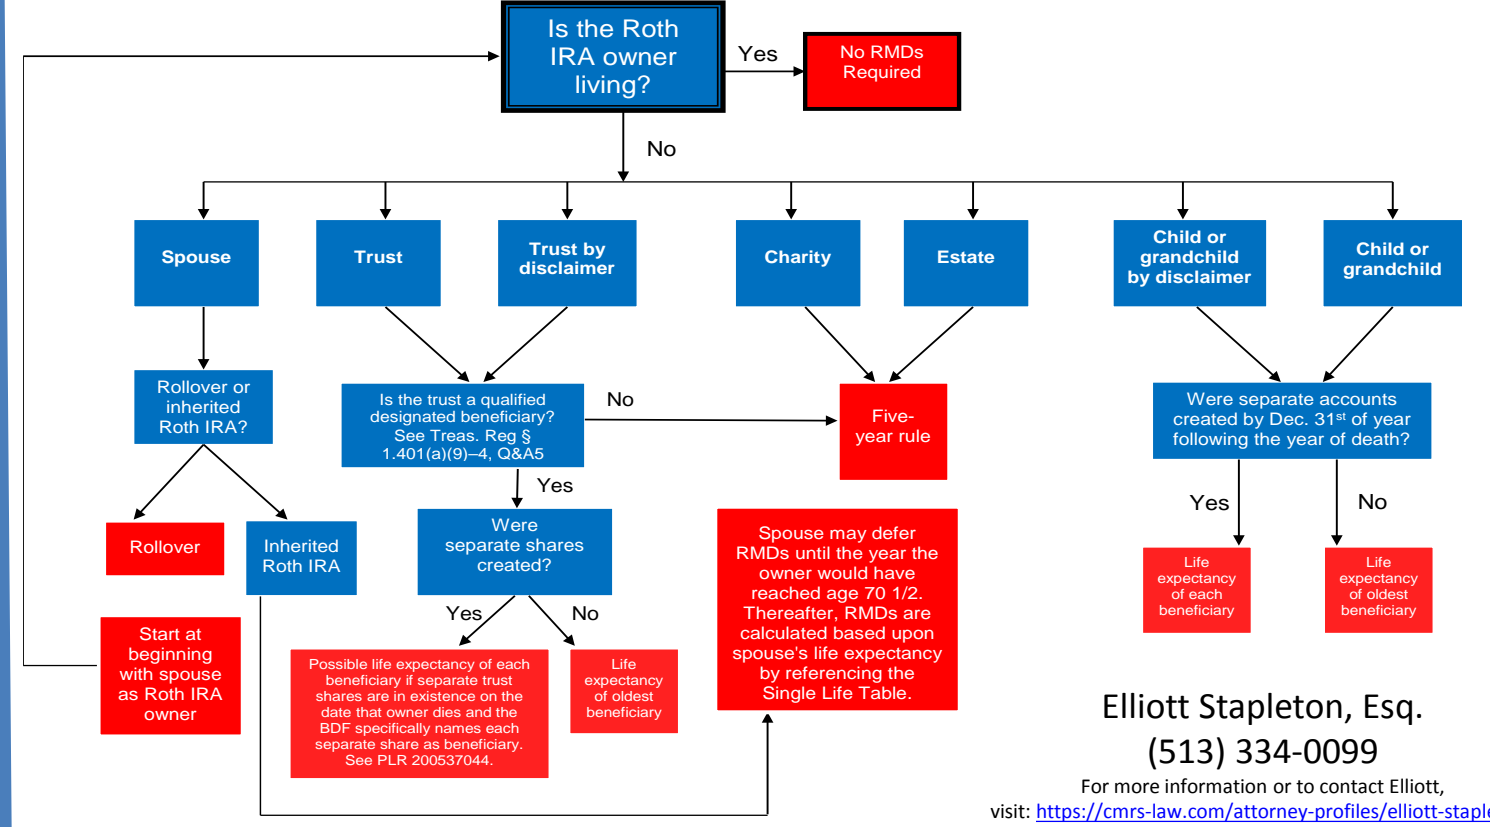 Is the Roth
IRA owner
living?
Yes
No RMDs
Required
No
Spouse
Trust
Trust by
disclaimer
Charity
Estate
Child or
grandchild
by disclaimer
Child or
grandchild
Rollover or
inherited
Roth IRA?
Is the trust a qualified
designated beneficiary?
See Treas. Reg §
1.401(a)(9)–4, Q&A5
No
Five-
year rule
Were separate accounts
created by Dec. 31st of year
following the year of death?
Yes
Yes
No
Rollover
Inherited
Roth IRA
Were
separate shares
created?
Spouse may defer
RMDs until the year the
owner would have
reached age 70 1/2.
Thereafter, RMDs are
calculated based upon
spouse's life expectancy
by referencing the
Single Life Table.
Life
expectancy
of each
beneficiary
Life
expectancy
of oldest
beneficiary
Yes
No
Start at
beginning
with spouse
as Roth IRA
owner
Possible life expectancy of each
beneficiary if separate trust
shares are in existence on the
date that owner dies and the
BDF specifically names each
separate share as beneficiary.
See PLR 200537044.
Life
expectancy
of oldest
beneficiary
Elliott Stapleton, Esq.
(513) 334-0099
For more information or to contact Elliott,
visit: https://cmrs-law.com/attorney-profiles/elliott-staple